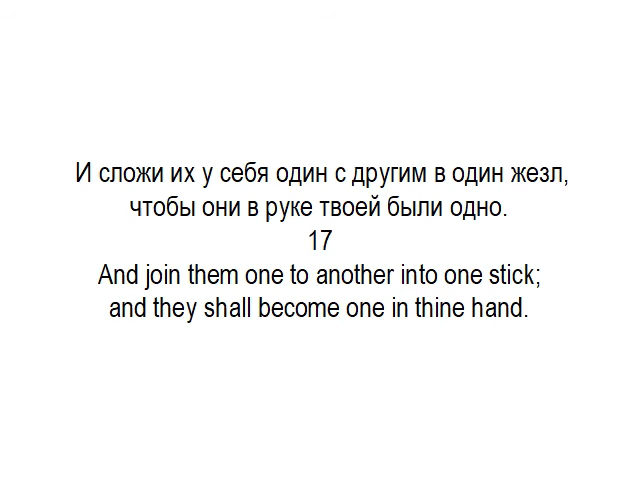 И сложи их у себя один с другим в один жезл,
чтобы они в руке твоей были одно.
17
And join them one to another into one stick;
and they shall become one in thine hand.